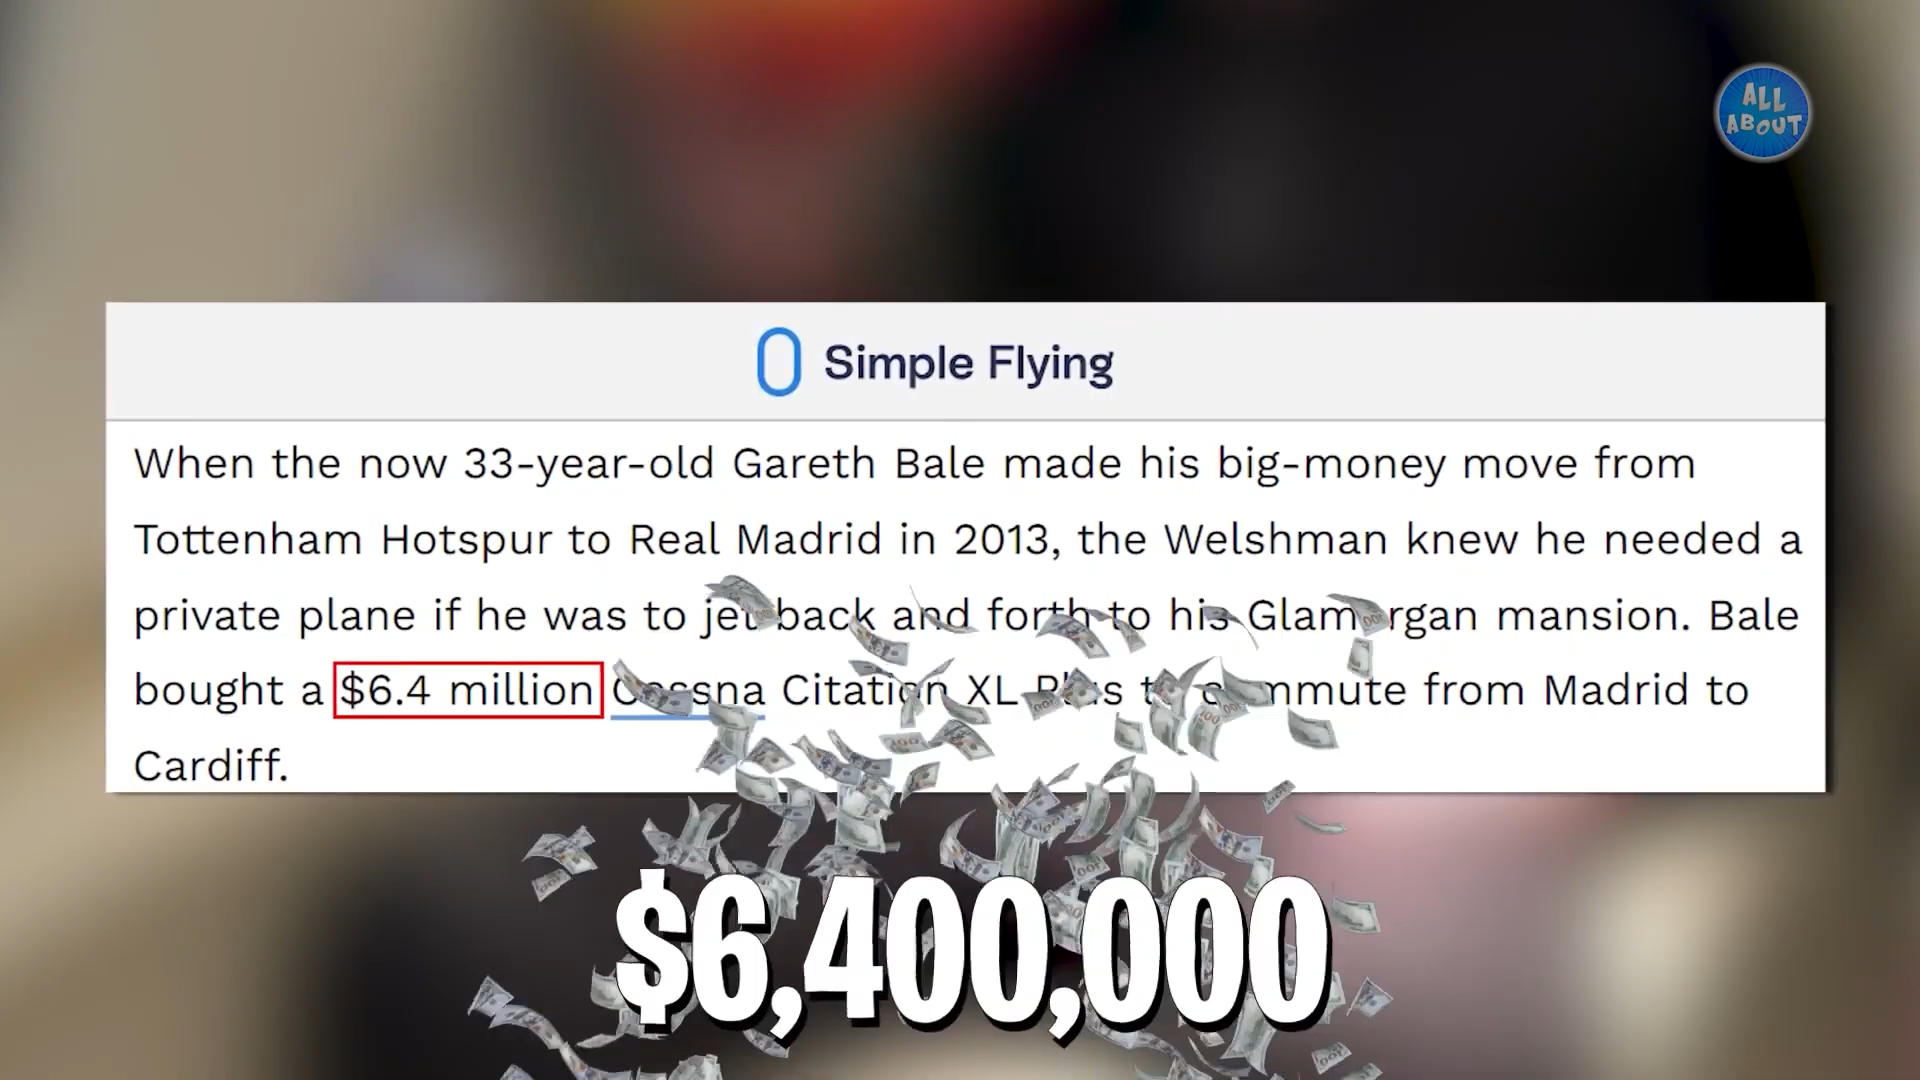 ALL
ABOUT
Simple Flying
When the now 33-year-old Gareth Bale made his big-money move from
Tottenham Hotspur to Real Madrid in 2013, the Welshman knew he needed a
private plane if he was to jet back and forth to his Glamorgan mansion. Bale
bought a $6.4 million Cessna Citation XL Plus to commute from Madrid to
Cardiff.
$6,400,000